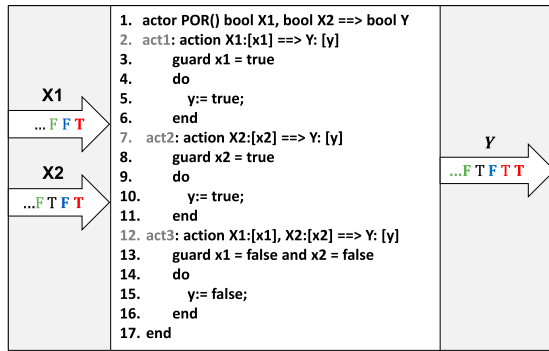 1. actor POR() bool X1, bool X2 ==> bool Y
2. act1: action X1:[x1] ==> Y: [y]
3. guard x1 = true
4. do
5. y:= true;
6. end
7. act2: action X2:[x2] ==> Y: [y]
8. guard x2 = true
9. do
10. y:= true;
11. end
12. act3: action X1:[x1], X2:[x2] ==> Y: [y]
13. guard x1 = false and x2 = false
14. do
15. y:= false;
16. end
17. end
X1
... F F T
X2
...F T F T
Y
...F T F T T